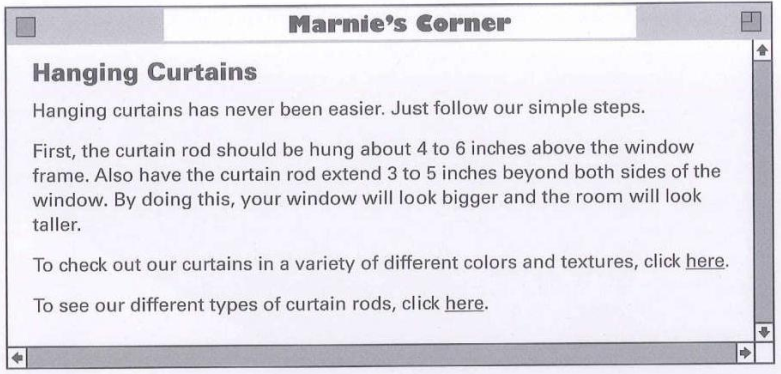 Marnie's Corner
Hanging Curtains
Hanging curtains has never been easier. Just follow our simple steps.
First, the curtain rod should be hung about 4 to 6 inches above the window
frame. Also have the curtain rod extend 3 to 5 inches beyond both sides of the
window. By doing this, your window will look bigger and the room will look
taller.
To check out our curtains in a variety of different colors and textures, click here.
To see our different types of curtain rods, click here.